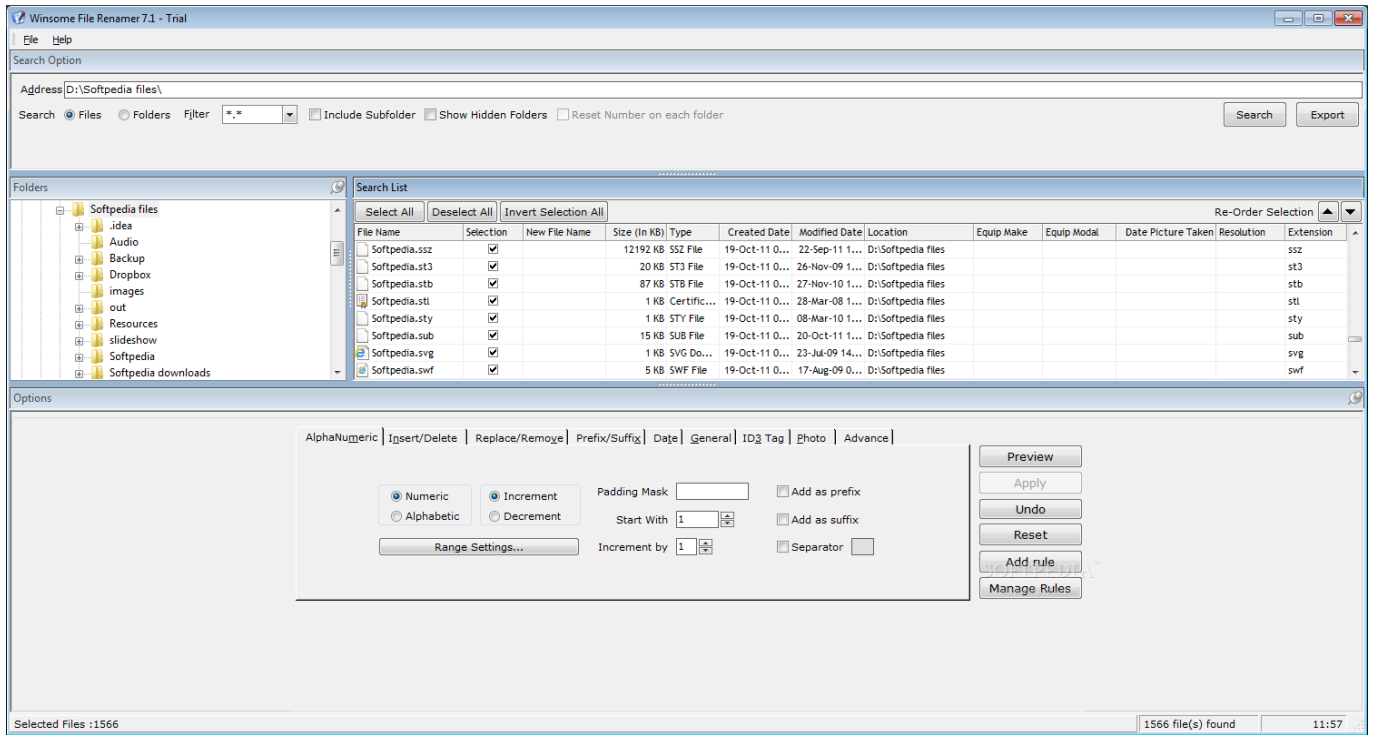 Winsome File Renamer 7.1 - Trial
File Help
Search Option
Address D:\Softpedia files\
Search Files Folders Filter *.* Include Subfolder Show Hidden Folders Reset Number on each folder Search Export
Folders
Softpedia files
.idea
Audio
Backup
Dropbox
images
out
Resources
slideshow
Softpedia
Softpedia downloads
Search List
Select All Deselect All Invert Selection All Re-Order Selection
File Name Selection New File Name Size (In KB) Type Created Date Modified Date Location Equip Make Equip Modal Date Picture Taken Resolution Extension
Softpedia.ssz 12192 KB SSZ File 19-Oct-11 0... 22-Sep-11 1... D:\Softpedia files ssz
Softpedia.st3 20 KB ST3 File 19-Oct-11 0... 26-Nov-09 1... D:\Softpedia files st3
Softpedia.stb 87 KB STB File 19-Oct-11 0... 27-Nov-10 1... D:\Softpedia files stb
Softpedia.stl 1 KB Certific... 19-Oct-11 0... 28-Mar-08 1... D:\Softpedia files stl
Softpedia.sty 1 KB STY File 19-Oct-11 0... 08-Mar-10 1... D:\Softpedia files sty
Softpedia.sub 15 KB SUB File 19-Oct-11 0... 20-Oct-11 1... D:\Softpedia files sub
Softpedia.svg 1 KB SVG Do... 19-Oct-11 0... 23-Jul-09 14... D:\Softpedia files svg
Softpedia.swf 5 KB SWF File 19-Oct-11 0... 17-Aug-09 0... D:\Softpedia files swf
Options
AlphaNumeric Insert/Delete Replace/Remove Prefix/Suffix Date General ID3 Tag Photo Advance
Numeric Increment Padding Mask Add as prefix
Alphabetic Decrement Start With 1 Add as suffix
Range Settings... Increment by 1 Separator
Preview
Apply
Undo
Reset
Add rule
SOFTPEDIA
Manage Rules
Selected Files :1566 1566 file(s) found 11:57